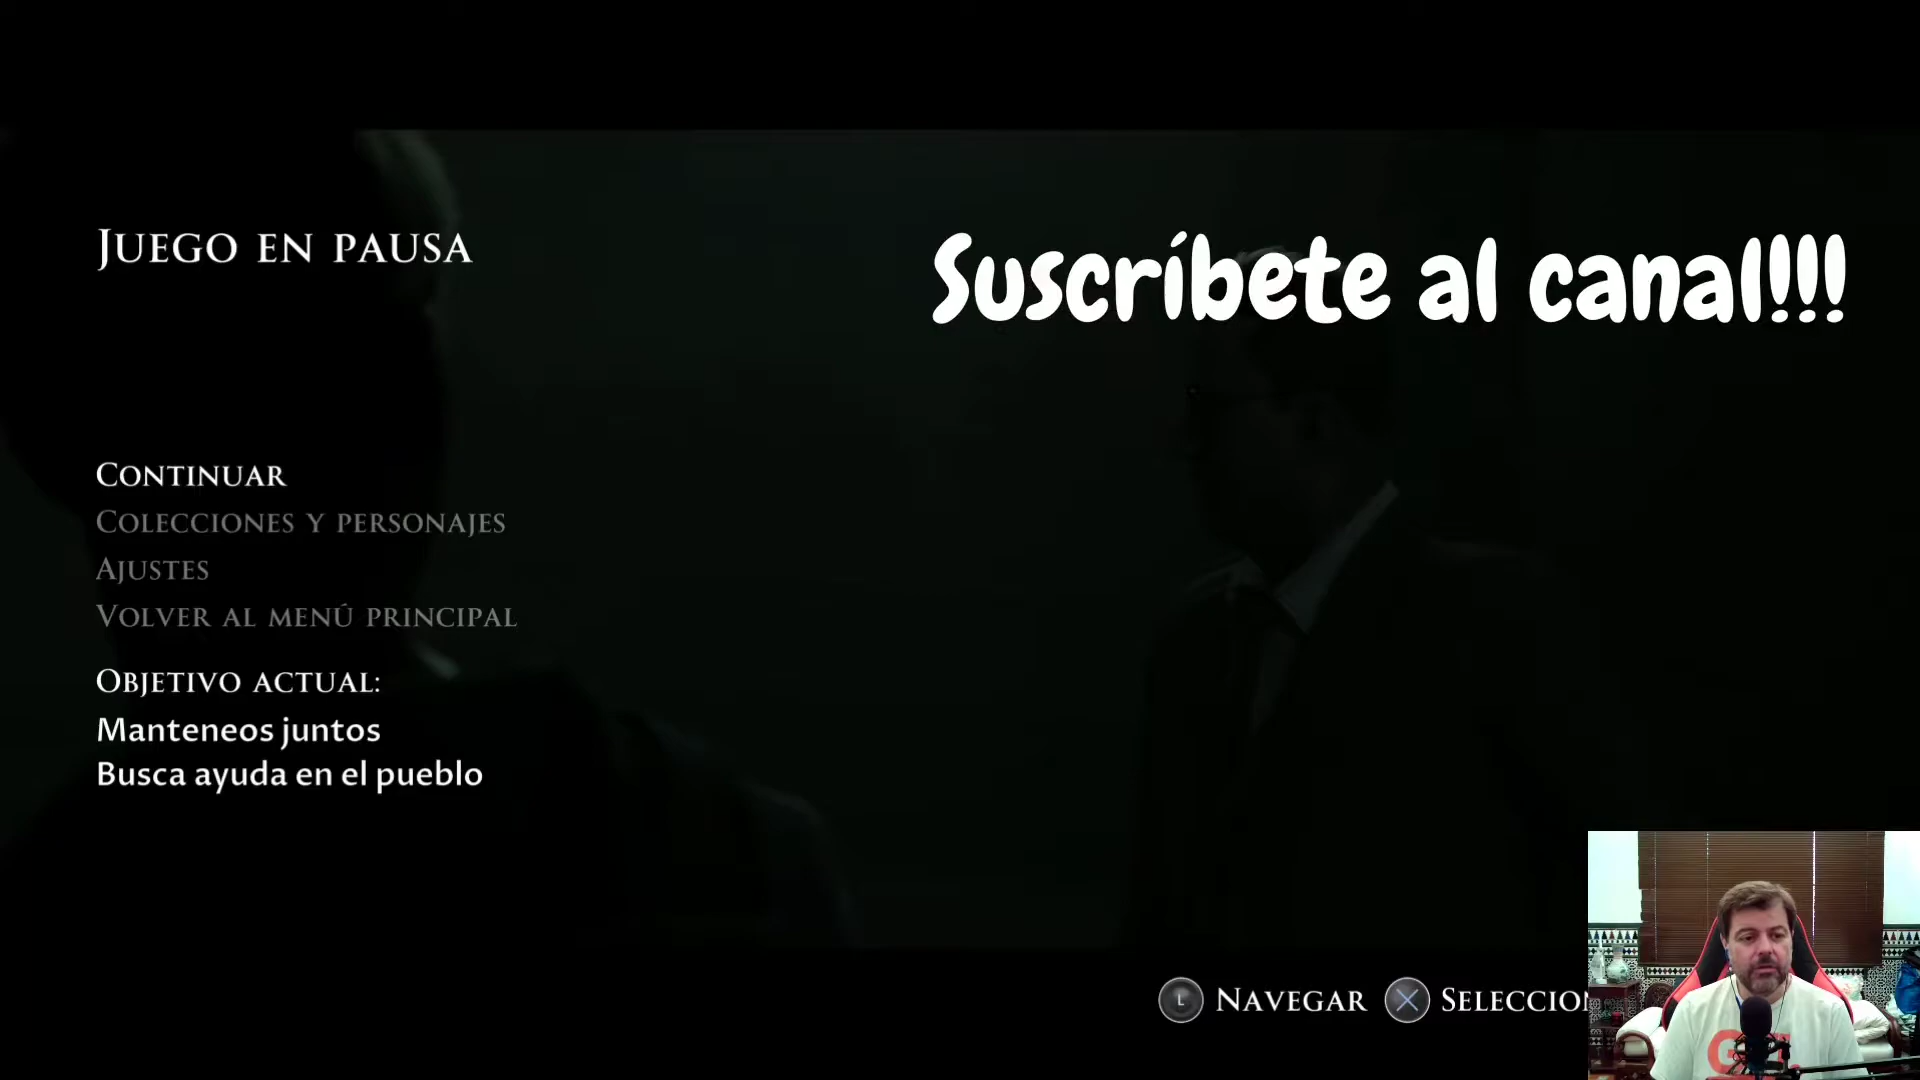 Juego en pausa
Suscríbete al canal!!!
Continuar
Colecciones y personajes
Ajustes
Volver al menú principal
Objetivo actual:
Manteneos juntos
Busca ayuda en el pueblo
L Navegar Seleccion